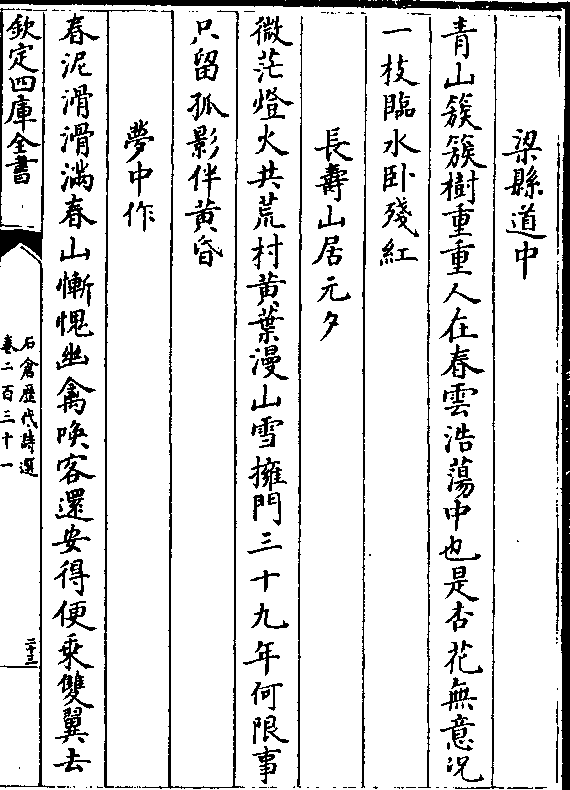 梁縣道中
青山簇簇樹重重人在春雲浩蕩中也是杏花無意況
一枝臨水卧殘紅
長壽山居元夕
微茫燈火共荒村黄葉漫山雪擁門三十九年何限事
只留孤影伴黄昏
夢中作
春泥滑滑滿春山慚愧幽禽喚客還安得便乘雙翼去
欽定四庫全書
石倉歷代詩選
卷二百三十一
二十三